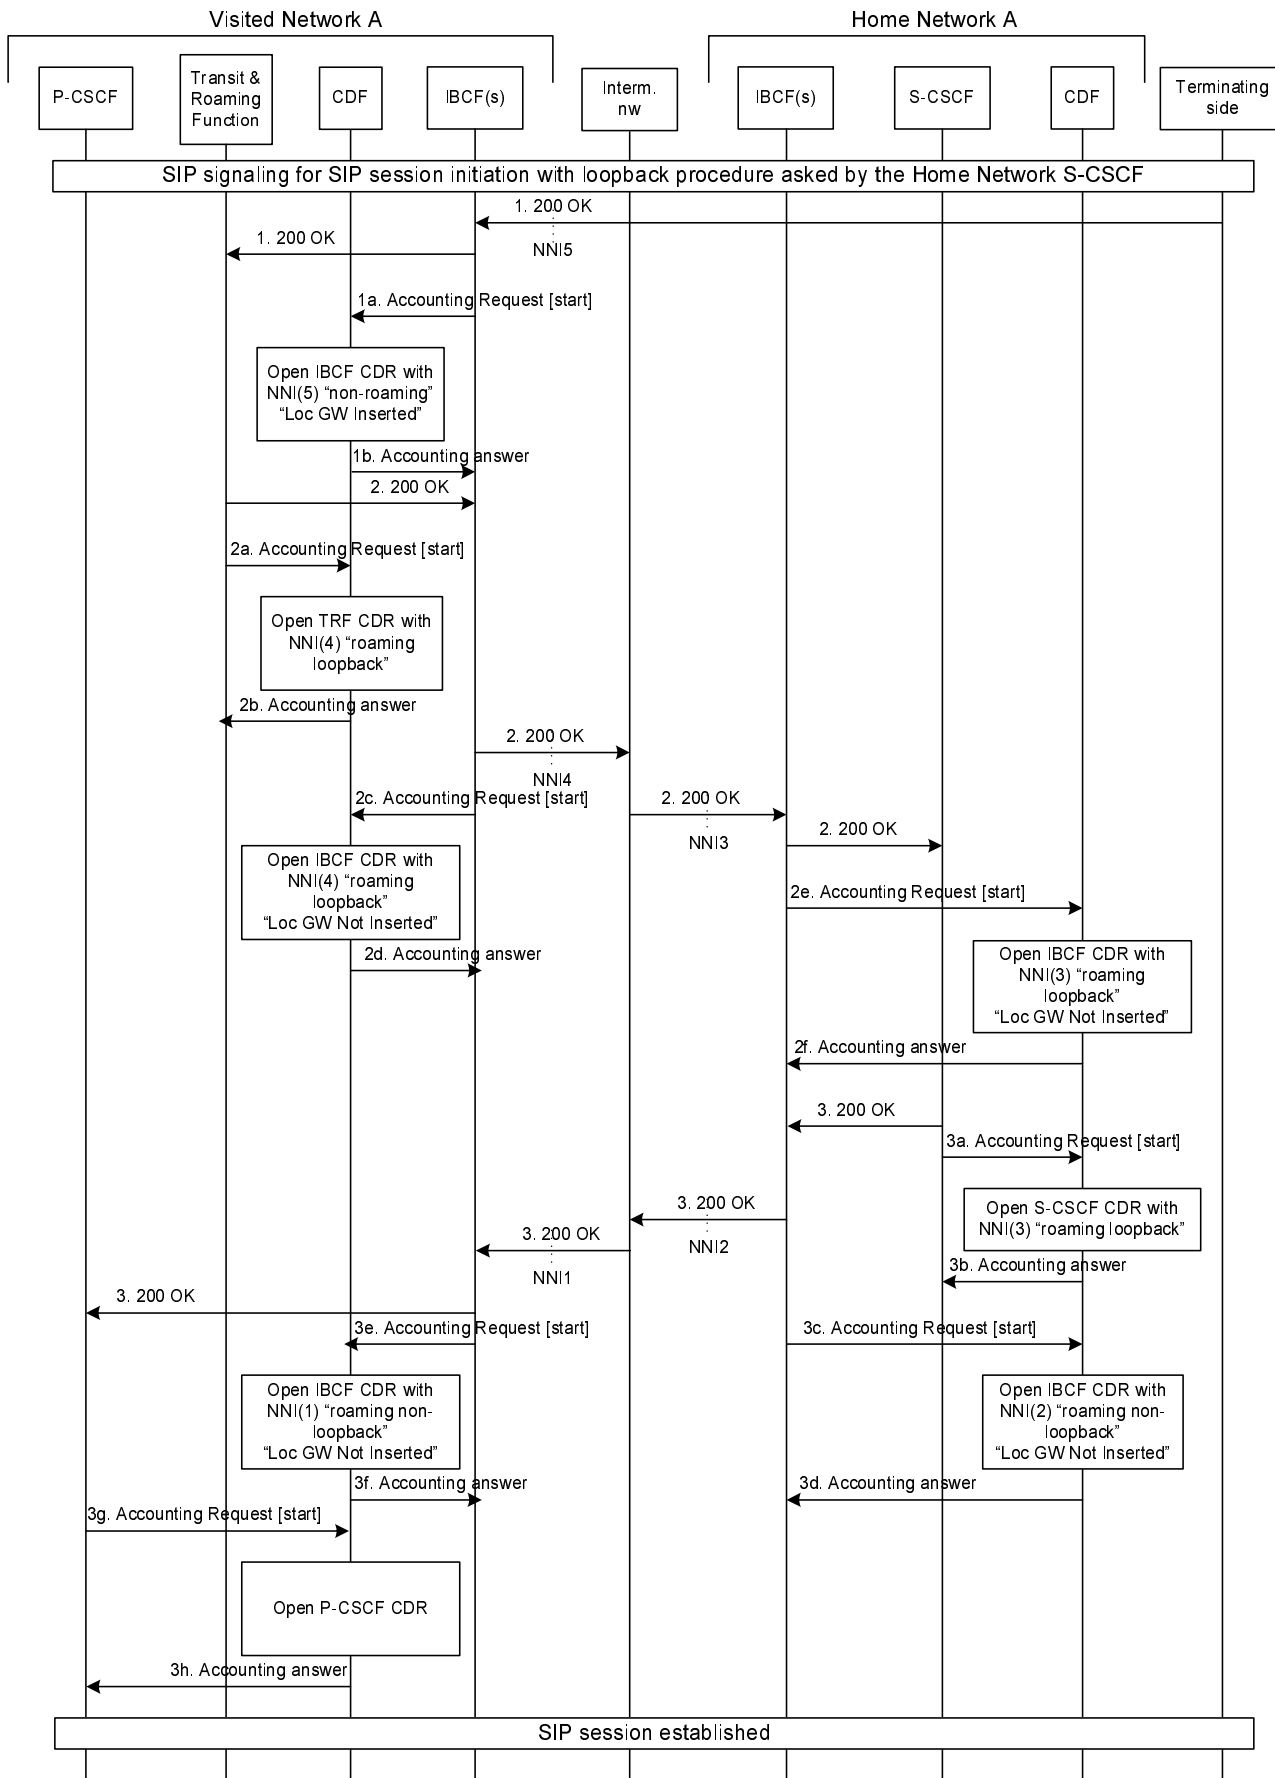 Visited Network A
Home Network A
P-CSCF
Transit &
Roaming
Function
CDF
IBCF(s)
Interm.
nw
IBCF(s)
S-CSCF
CDF
Terminating
side
SIP signaling for SIP session initiation with loopback procedure asked by the Home Network S-CSCF
1. 200 OK
1. 200 OK
NNI5
1a. Accounting Request [start]
Open IBCF CDR with
NNI(5) “non-roaming”
“Loc GW Inserted”
1b. Accounting answer
2. 200 OK
2a. Accounting Request [start]
Open TRF CDR with
NNI(4) “roaming
loopback”
2b. Accounting answer
2. 200 OK
NNI4
2c. Accounting Request [start]
2. 200 OK
NNI3
2. 200 OK
Open IBCF CDR with
NNI(4) “roaming
loopback”
“Loc GW Not Inserted”
2e. Accounting Request [start]
2d. Accounting answer
Open IBCF CDR with
NNI(3) “roaming
loopback”
“Loc GW Not Inserted”
2f. Accounting answer
3. 200 OK
3a. Accounting Request [start]
Open S-CSCF CDR with
NNI(3) “roaming loopback”
3. 200 OK
NNI2
3. 200 OK
NNI1
3b. Accounting answer
3. 200 OK
3e. Accounting Request [start]
3c. Accounting Request [start]
Open IBCF CDR with
NNI(1) “roaming non-
loopback”
“Loc GW Not Inserted”
Open IBCF CDR with
NNI(2) “roaming non-
loopback”
“Loc GW Not Inserted”
3f. Accounting answer
3d. Accounting answer
3g. Accounting Request [start]
Open P-CSCF CDR
3h. Accounting answer
SIP session established